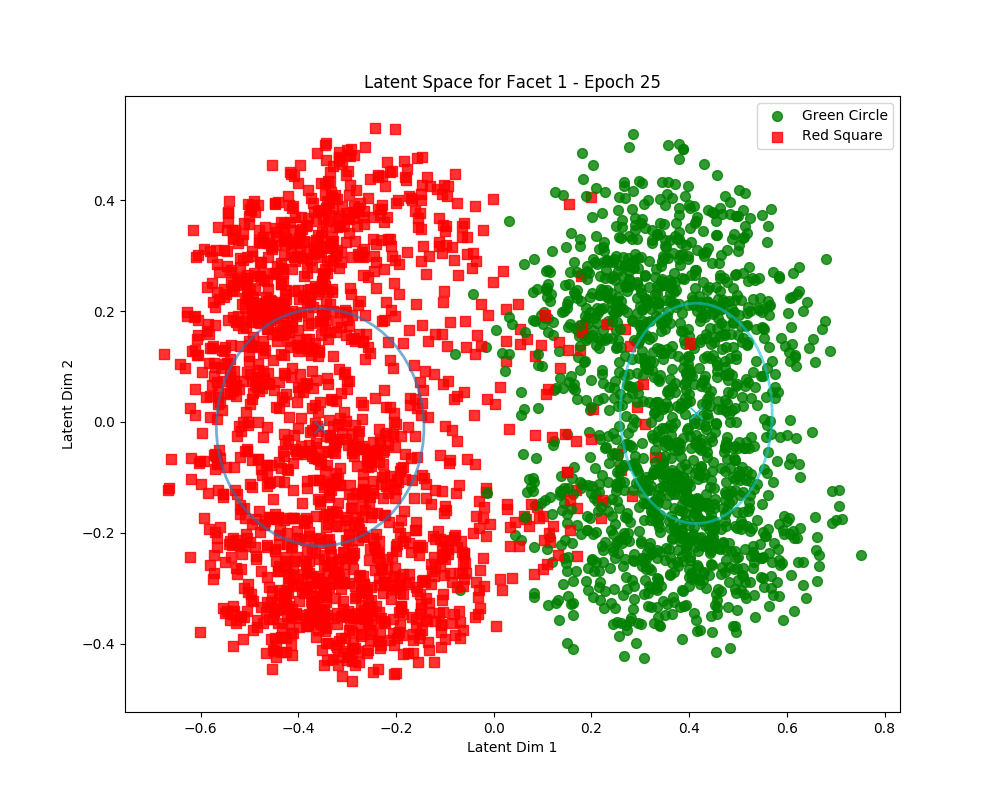 Latent Space for Facet 1 - Epoch 25
Green Circle
Red Square
Latent Dim 2
0.4
0.2
0.0
−0.2
−0.4
−0.6 −0.4 −0.2 0.0 0.2 0.4 0.6 0.8
Latent Dim 1